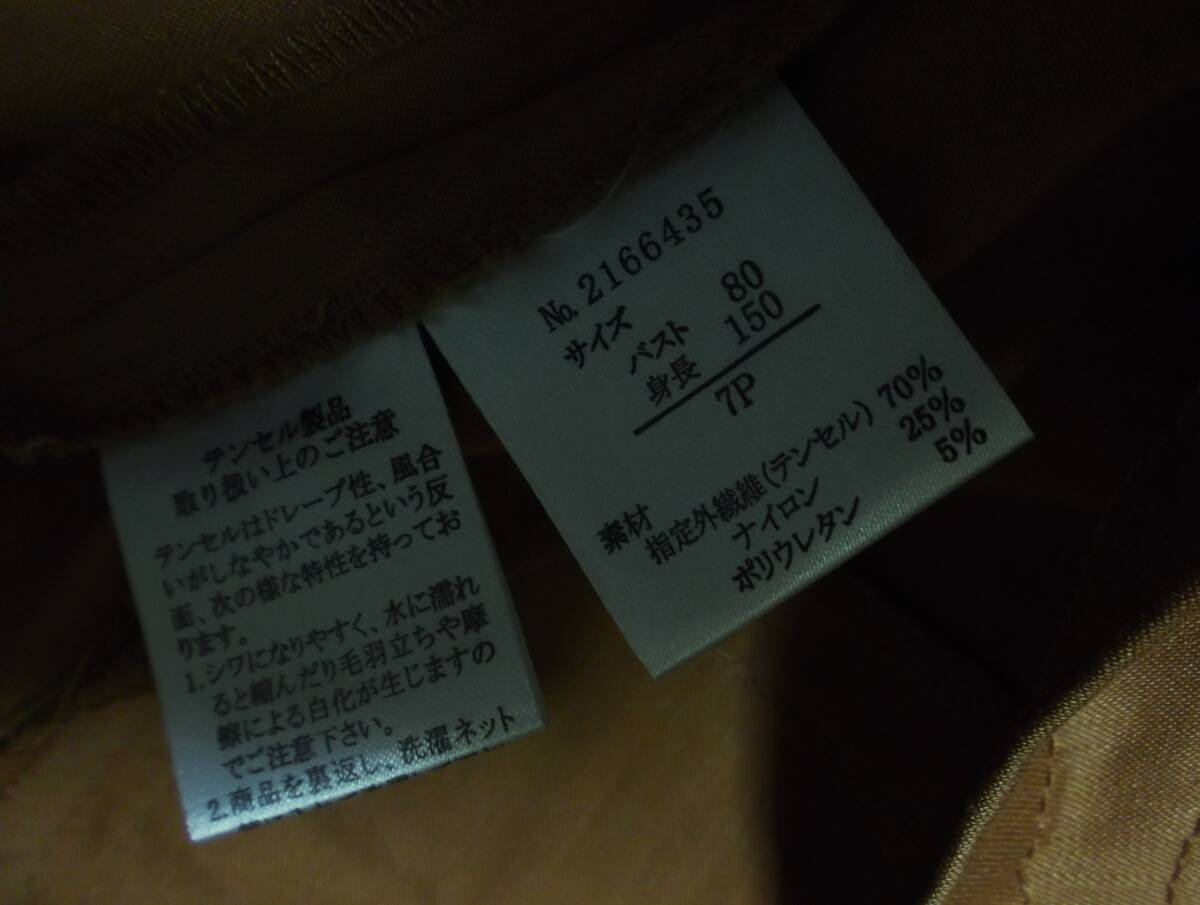 テンセル製品
取り扱い上のご注意
テンセルはドレープ性、風合
いがしなやかであるという反
面、次の様な特性を持ってお
ります。
1.シワになりやすく、水に濡れ
ると縮んだり毛羽立ちや摩
擦による白化が生じますの
でご注意下さい。
2.商品を裏返し、洗濯ネット
No.2166435
サイズ
バスト 80
身長 150
7P
素材
指定外繊維(テンセル) 70%
ナイロン 25%
ポリウレタン 5%